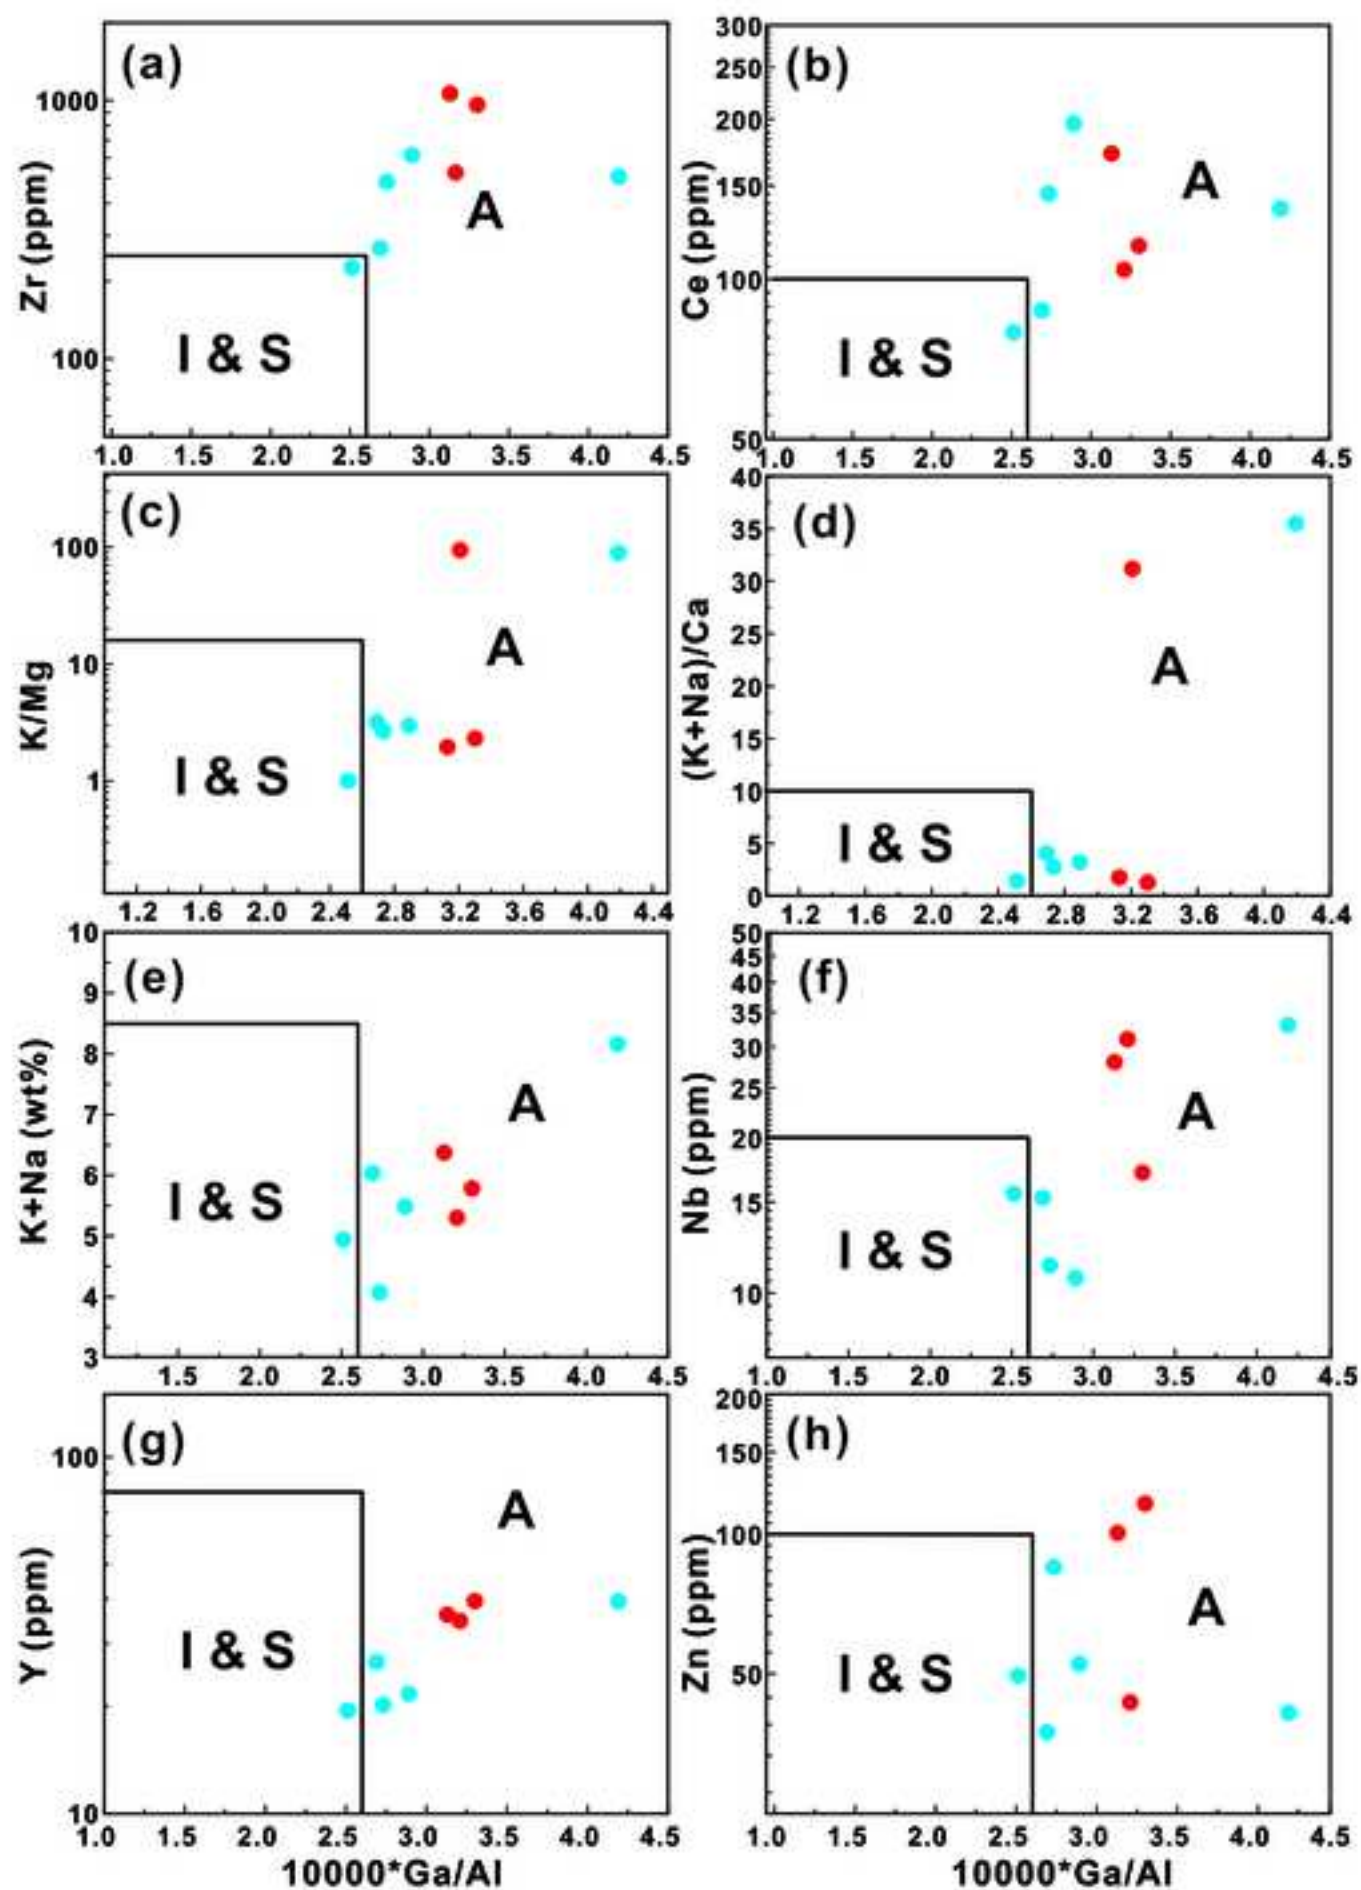 (a)
Zr (ppm)
1000
100
A
I & S
1.0 1.5 2.0 2.5 3.0 3.5 4.0 4.5
(b)
Ce (ppm)
300
250
200
150
100
50
A
I & S
1.0 1.5 2.0 2.5 3.0 3.5 4.0 4.5
(c)
K/Mg
100
10
1
A
I & S
1.2 1.6 2.0 2.4 2.8 3.2 3.6 4.0 4.4
(d)
(K+Na)/Ca
40
35
30
25
20
15
10
5
0
A
I & S
1.2 1.6 2.0 2.4 2.8 3.2 3.6 4.0 4.4
(e)
K+Na (wt%)
10
9
8
7
6
5
4
3
A
I & S
1.5 2.0 2.5 3.0 3.5 4.0 4.5
(f)
Nb (ppm)
50
45
40
35
30
25
20
15
10
A
I & S
1.0 1.5 2.0 2.5 3.0 3.5 4.0 4.5
(g)
Y (ppm)
100
10
A
I & S
1.0 1.5 2.0 2.5 3.0 3.5 4.0 4.5
10000*Ga/Al
(h)
Zn (ppm)
200
150
100
50
A
I & S
1.0 1.5 2.0 2.5 3.0 3.5 4.0 4.5
10000*Ga/Al